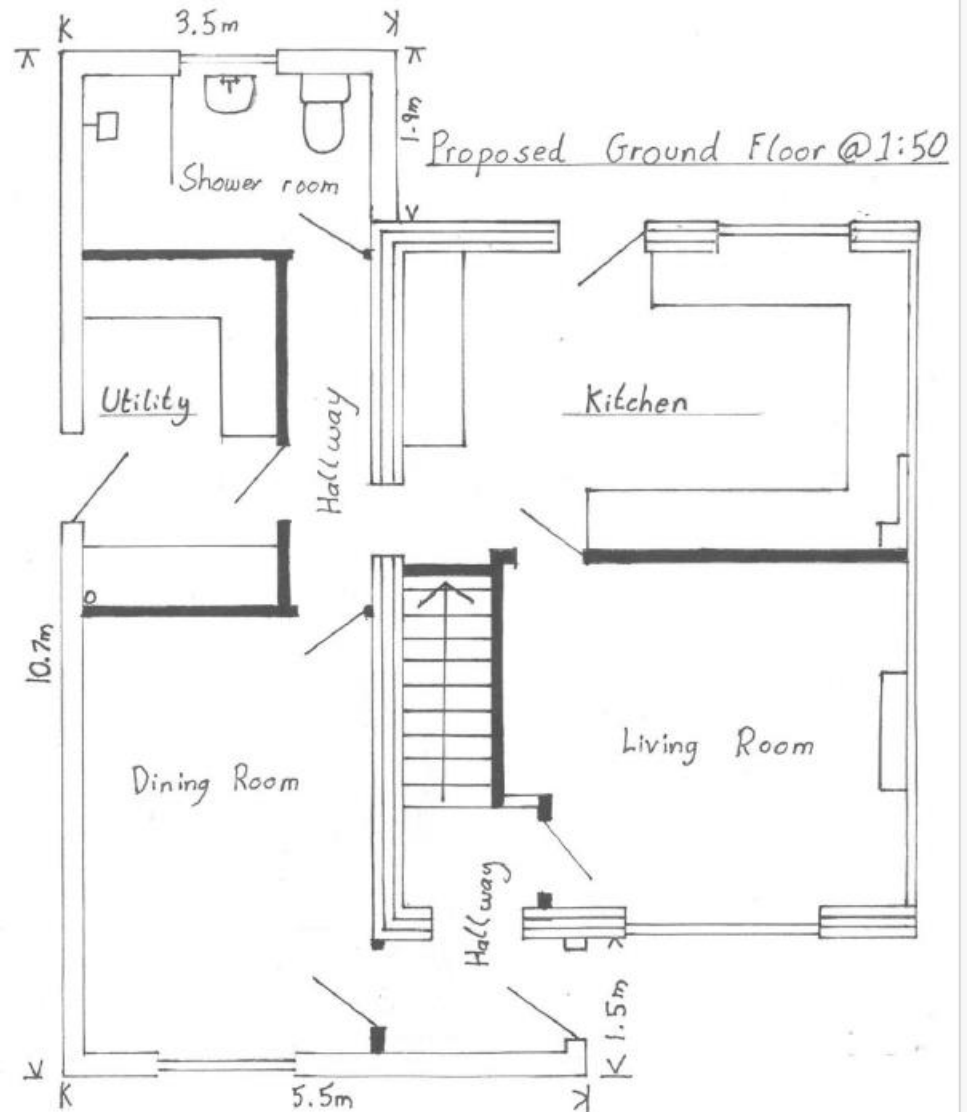 3.5m
1.9m
Proposed Ground Floor @ 1:50
Shower room
Utility
Hallway
Kitchen
10.7m
Dining Room
Living Room
Hallway
1.5m
5.5m